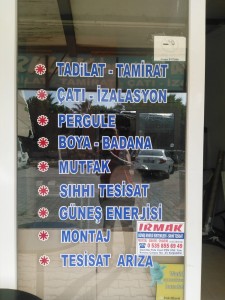 TADİLAT - TAMİRAT
ÇATI - İZALASYON
PERGULE
BOYA - BADANA
MUTFAK
SIHHI TESİSAT
GÜNEŞ ENERJİSİ
MONTAJ
IRMAK
TESİSAT ARIZA